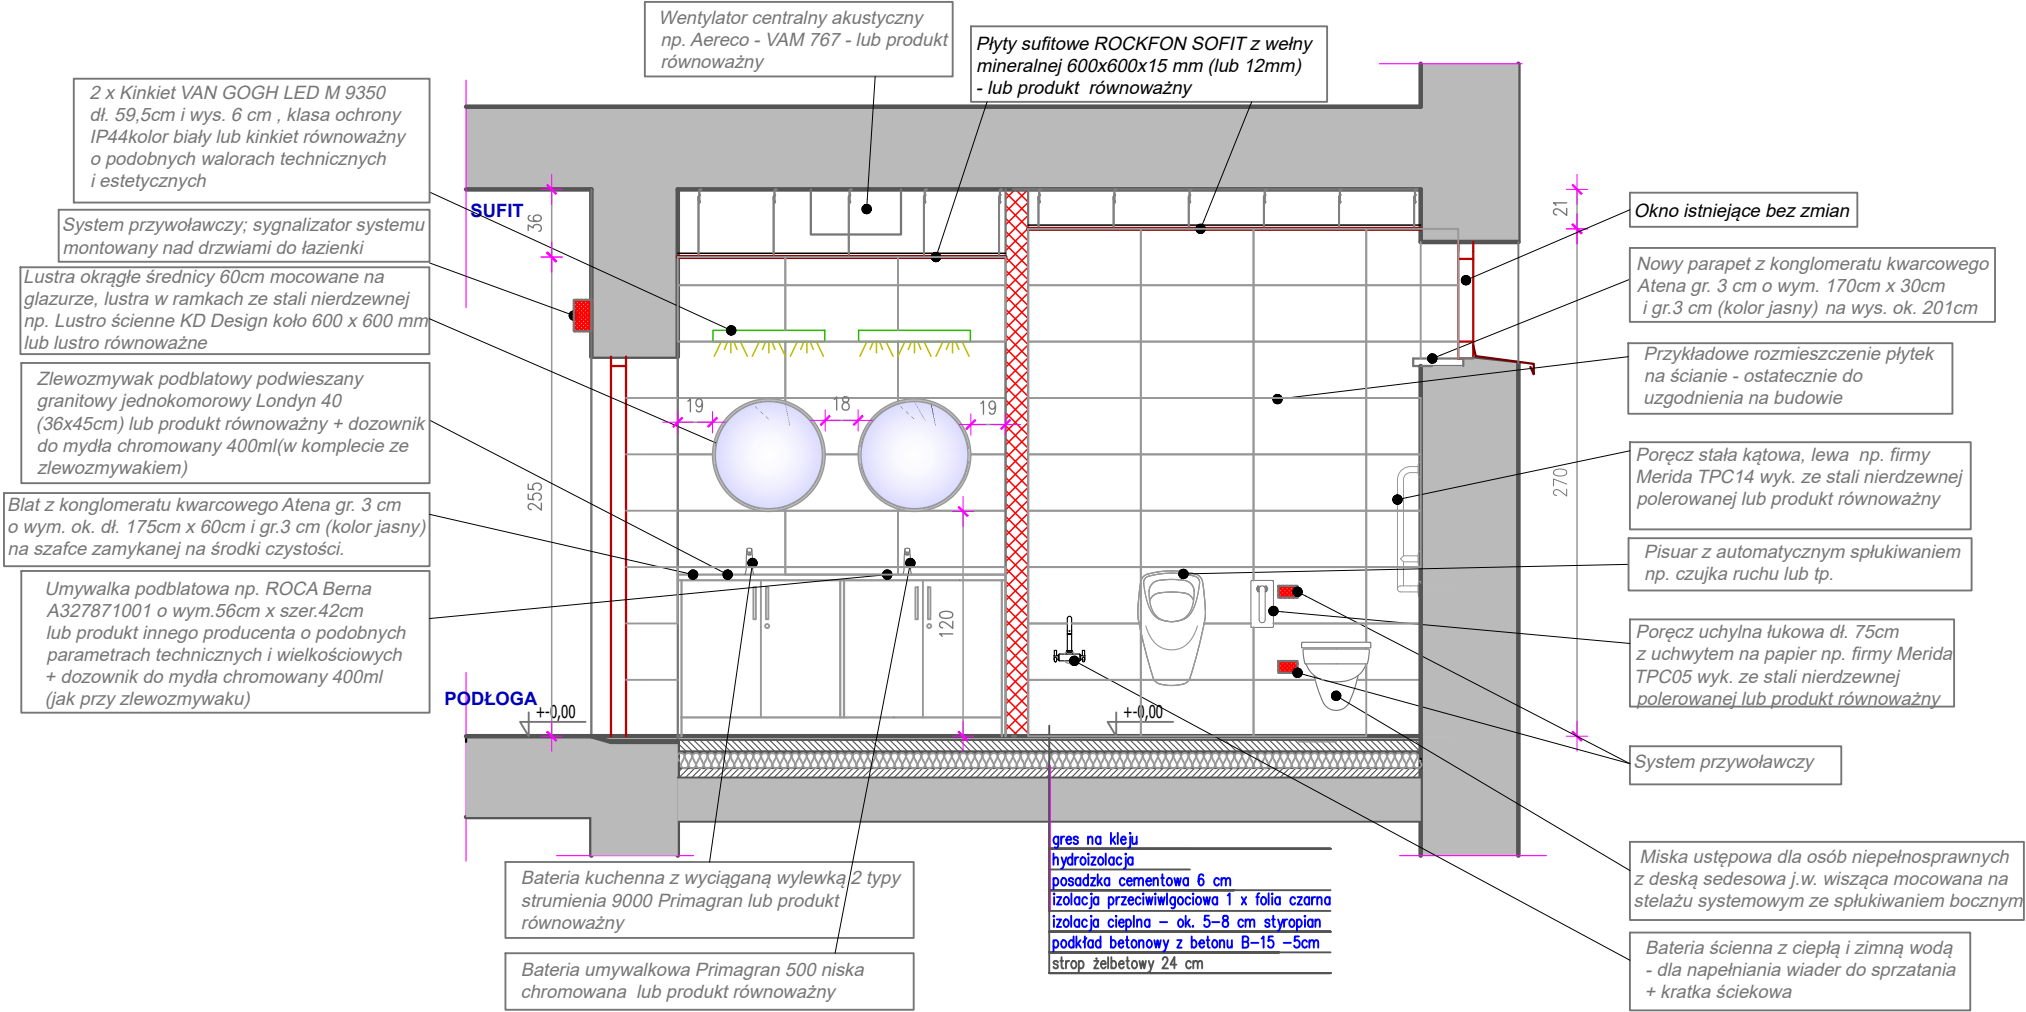 Wentylator centralny akustyczny
np. Aereco - VAM 767 - lub produkt
równoważny
Płyty sufitowe ROCKFON SOFIT z wełny
mineralnej 600x600x15 mm (lub 12mm)
- lub produkt równoważny
2 x Kinkiet VAN GOGH LED M 9350
dł. 59,5cm i wys. 6 cm , klasa ochrony
IP44kolor biały lub kinkiet równoważny
o podobnych walorach technicznych
i estetycznych
System przywoławczy; sygnalizator systemu
montowany nad drzwiami do łazienki
Lustra okrągłe średnicy 60cm mocowane na
glazurze, lustra w ramkach ze stali nierdzewnej
np. Lustro ścienne KD Design koło 600 x 600 mm
lub lustro równoważne
Zlewozmywak podblatowy podwieszany
granitowy jednokomorowy Londyn 40
(36x45cm) lub produkt równoważny + dozownik
do mydła chromowany 400ml(w komplecie ze
zlewozmywakiem)
Blat z konglomeratu kwarcowego Atena gr. 3 cm
o wym. ok. dł. 175cm x 60cm i gr.3 cm (kolor jasny)
na szafce zamykanej na środki czystości.
Umywalka podblatowa np. ROCA Berna
A327871001 o wym.56cm x szer.42cm
lub produkt innego producenta o podobnych
parametrach technicznych i wielkościowych
+ dozownik do mydła chromowany 400ml
(jak przy zlewozmywaku)
SUFIT
36
255
PODŁOGA
+-0,00
19
18
19
120
+-0,00
21
270
Okno istniejące bez zmian
Nowy parapet z konglomeratu kwarcowego
Atena gr. 3 cm o wym. 170cm x 30cm
i gr.3 cm (kolor jasny) na wys. ok. 201cm
Przykładowe rozmieszczenie płytek
na ścianie - ostatecznie do
uzgodnienia na budowie
Poręcz stała kątowa, lewa np. firmy
Merida TPC14 wyk. ze stali nierdzewnej
polerowanej lub produkt równoważny
Pisuar z automatycznym spłukiwaniem
np. czujka ruchu lub tp.
Poręcz uchylna łukowa dł. 75cm
z uchwytem na papier np. firmy Merida
TPC05 wyk. ze stali nierdzewnej
polerowanej lub produkt równoważny
System przywoławczy
Miska ustępowa dla osób niepełnosprawnych
z deską sedesowa j.w. wisząca mocowana na
stelażu systemowym ze spłukiwaniem bocznym
Bateria ścienna z ciepłą i zimną wodą
- dla napełniania wiader do sprzatania
+ kratka ściekowa
Bateria kuchenna z wyciąganą wylewką 2 typy
strumienia 9000 Primagran lub produkt
równoważny
Bateria umywalkowa Primagran 500 niska
chromowana lub produkt równoważny
gres na kleju
hydroizolacja
posadzka cementowa 6 cm
izolacja przeciwiwlgociowa 1 x folia czarna
izolacja cieplna – ok. 5–8 cm styropian
podkład betonowy z betonu B–15 –5cm
strop żelbetowy 24 cm